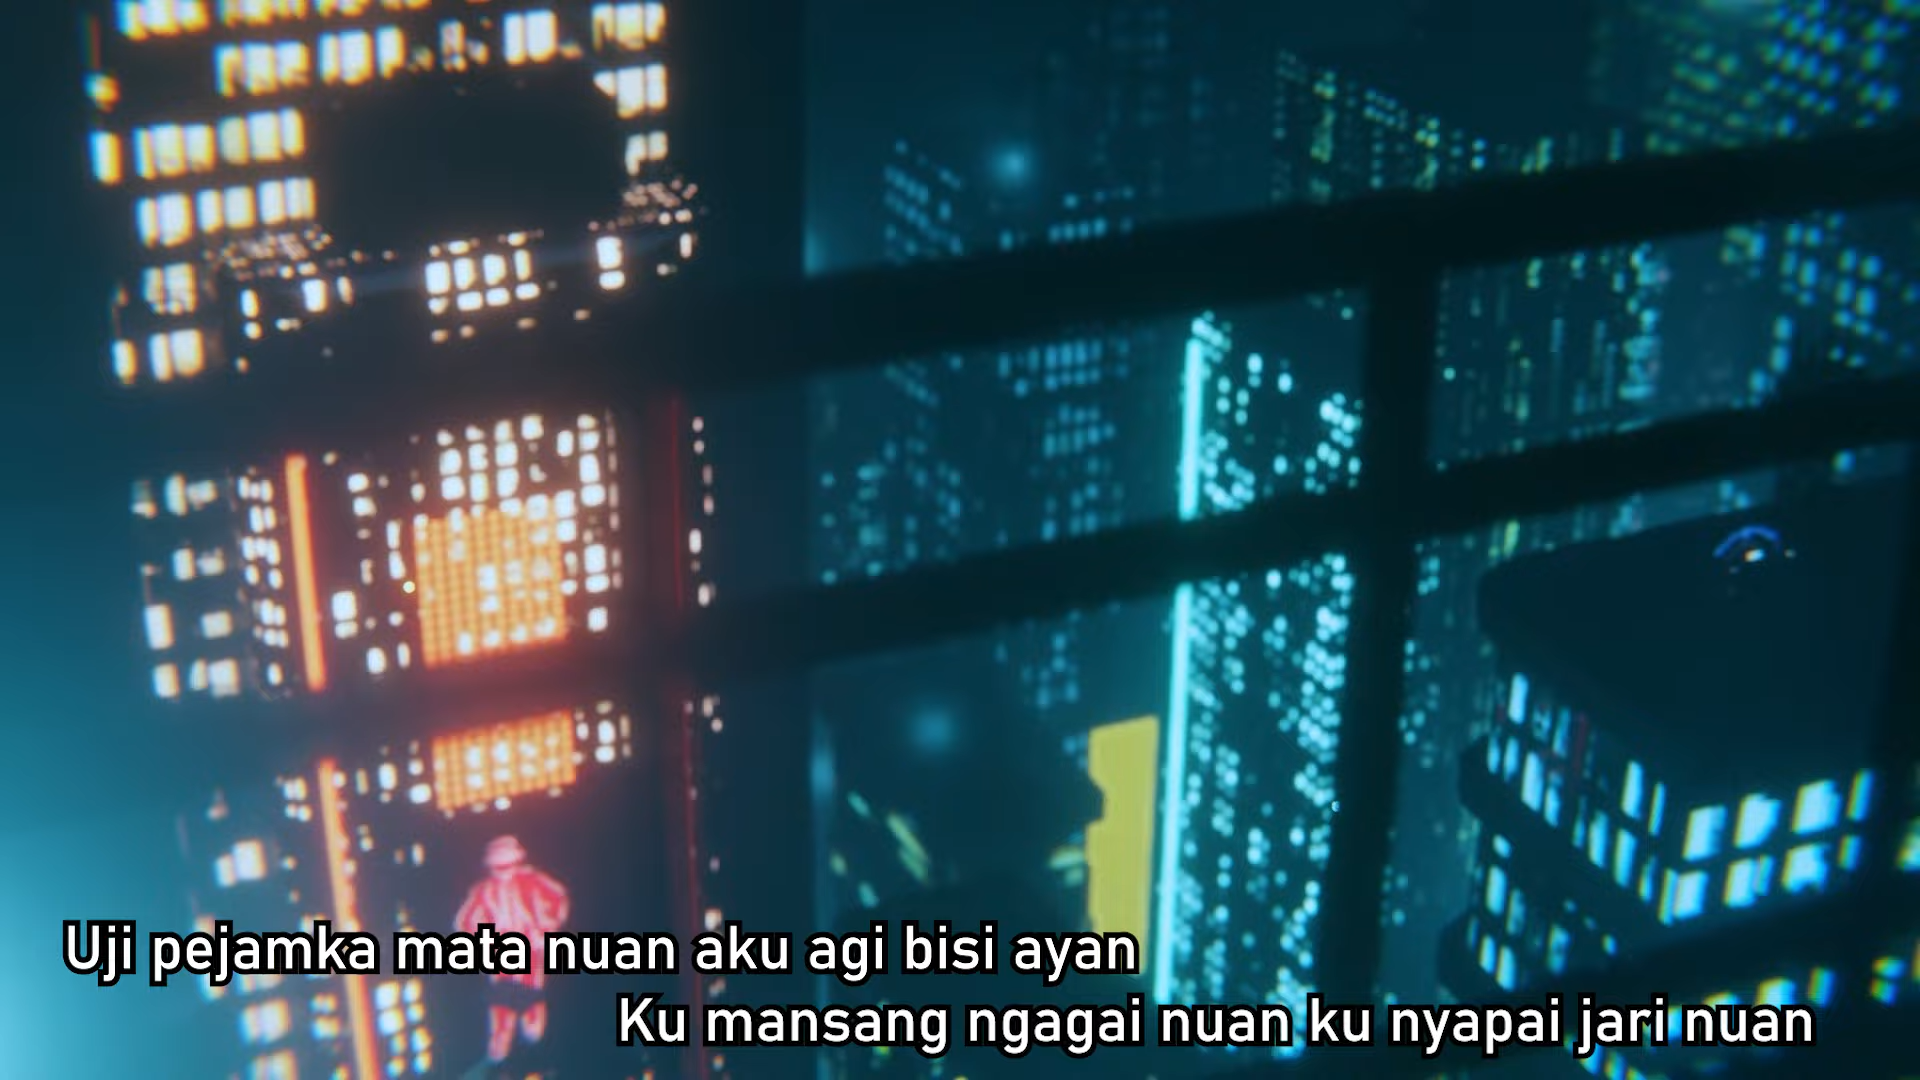 Uji pejamka mata nuan aku agi bisi ayan
Ku mansang ngagai nuan ku nyapai jari nuan